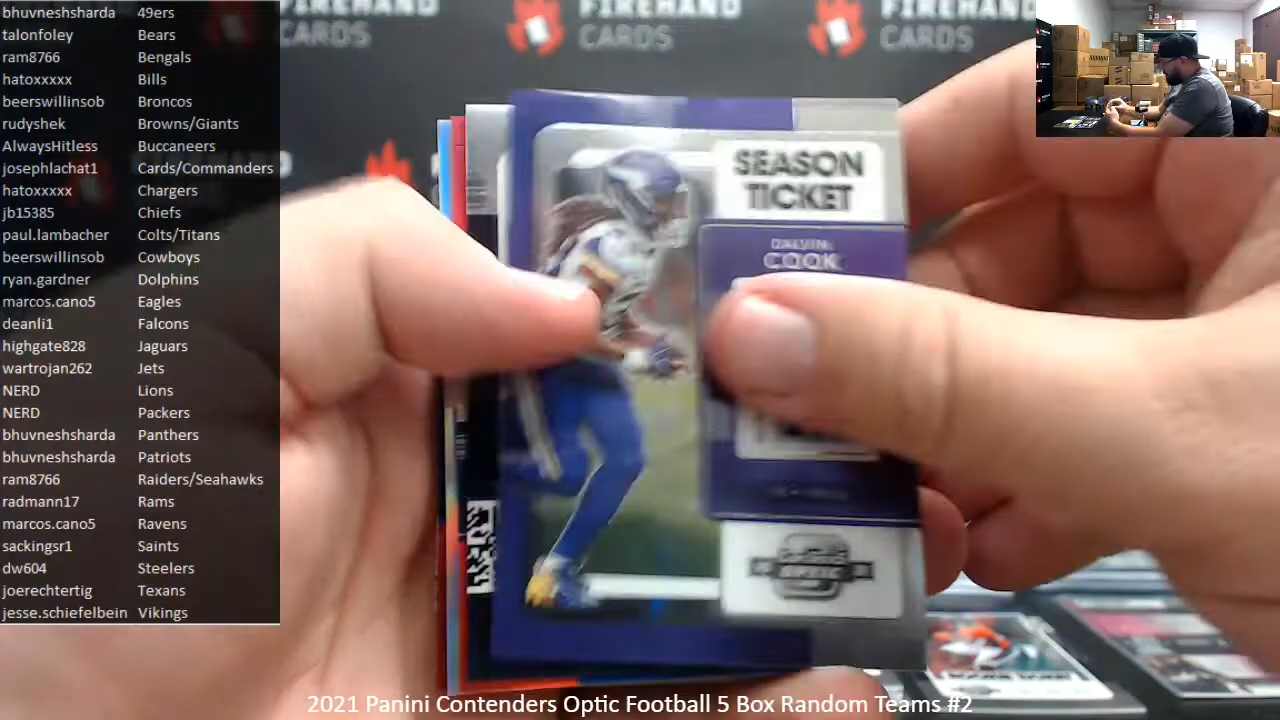 bhuvneshsharda 49ers
talonfoley Bears
ram8766 Bengals
hatoxxxxx Bills
beerswillinsob Broncos
rudyshek Browns/Giants
AlwaysHitless Buccaneers
josephlachat1 Cards/Commanders
hatoxxxxx Chargers
jb15385 Chiefs
paul.lambacher Colts/Titans
beerswillinsob Cowboys
ryan.gardner Dolphins
marcos.cano5 Eagles
deanli1 Falcons
highgate828 Jaguars
wartrojan262 Jets
NERD Lions
NERD Packers
bhuvneshsharda Panthers
bhuvneshsharda Patriots
ram8766 Raiders/Seahawks
radmann17 Rams
marcos.cano5 Ravens
sackingsr1 Saints
dw604 Steelers
joerechtertig Texans
jesse.schiefelbein Vikings
FIREHAND
CARDS
FIREHAND
CARDS
FIREHAND
CARDS
SEASON
TICKET
DALVIN
COOK
OPTIC
2021 Panini Contenders Optic Football 5 Box Random Teams #2